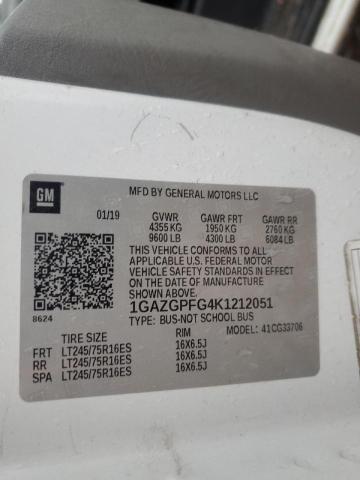 GM
MFD BY GENERAL MOTORS LLC
01/19 GVWR GAWR FRT GAWR RR
4355 KG 1950 KG 2760 KG
9600 LB 4300 LB 6084 LB
THIS VEHICLE CONFORMS TO ALL
APPLICABLE U.S. FEDERAL MOTOR
VEHICLE SAFETY STANDARDS IN EFFECT
ON THE DATE OF MANUFACTURE
SHOWN ABOVE.
1GAZGPFG4K1212051
8624 TYPE: BUS-NOT SCHOOL BUS
TIRE SIZE RIM MODEL: 41CG33706
FRT LT245/75R16ES 16X6.5J
RR LT245/75R16ES 16X6.5J
SPA LT245/75R16ES 16X6.5J